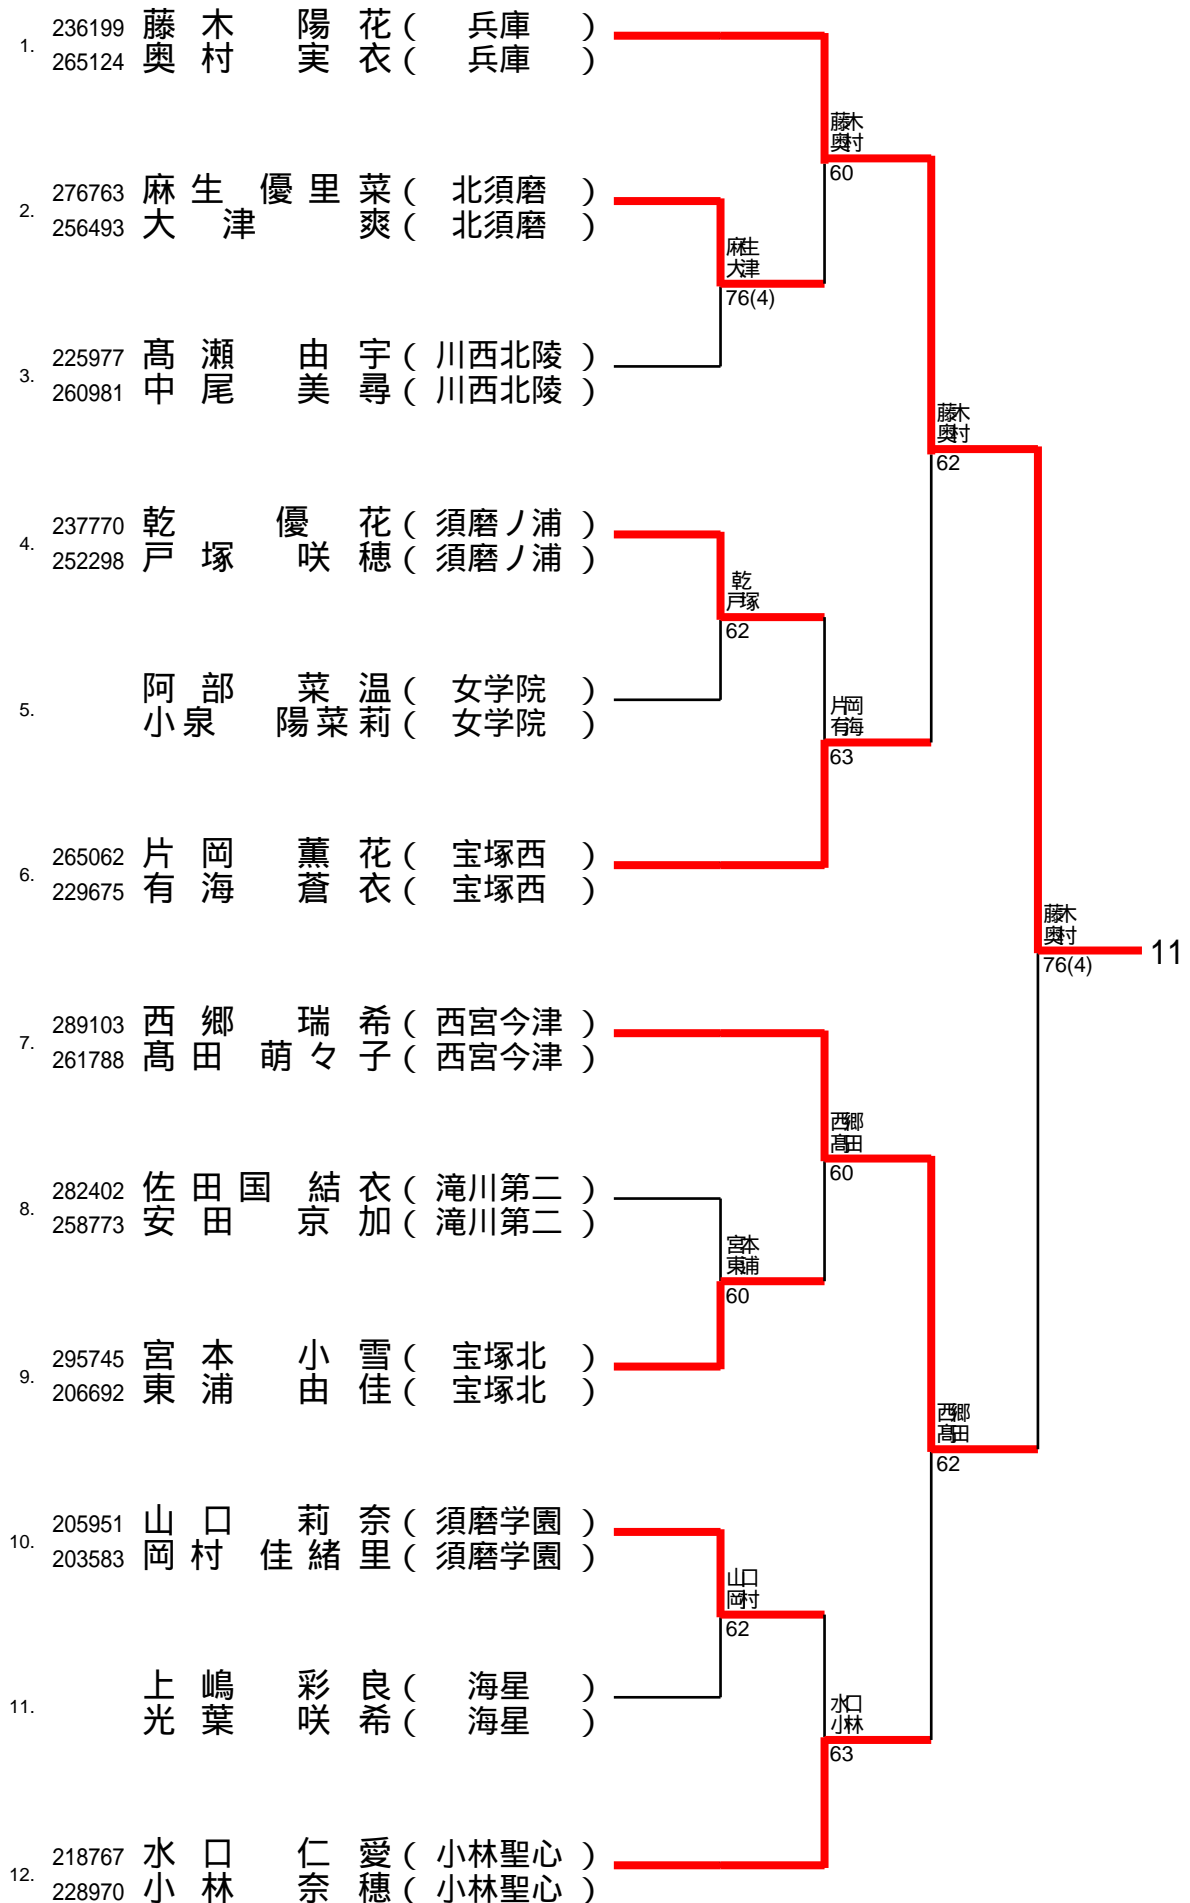 1. 236199 藤木 陽花 ( 兵庫 )
265124 奥村 実衣 ( 兵庫 )
藤木
奥村
60
2. 276763 麻生 優里菜 ( 北須磨 )
256493 大津 爽 ( 北須磨 )
麻生
大津
76(4)
3. 225977 髙瀬 由宇 ( 川西北陵 )
260981 中尾 美尋 ( 川西北陵 )
藤木
奥村
62
4. 237770 乾 優花 ( 須磨ノ浦 )
252298 戸塚 咲穂 ( 須磨ノ浦 )
乾
戸塚
62
5. 阿部 菜温 ( 女学院 )
小泉 陽菜莉 ( 女学院 )
片岡
有海
63
6. 265062 片岡 薫花 ( 宝塚西 )
229675 有海 蒼衣 ( 宝塚西 )
藤木
奥村
76(4)
11
7. 289103 西郷 瑞希 ( 西宮今津 )
261788 髙田 萌々子 ( 西宮今津 )
西郷
髙田
60
8. 282402 佐田国 結衣 ( 滝川第二 )
258773 安田 京加 ( 滝川第二 )
宮本
東浦
60
9. 295745 宮本 小雪 ( 宝塚北 )
206692 東浦 由佳 ( 宝塚北 )
西郷
髙田
62
10. 205951 山口 莉奈 ( 須磨学園 )
203583 岡村 佳緒里 ( 須磨学園 )
山口
岡村
62
11. 上嶋 彩良 ( 海星 )
光葉 咲希 ( 海星 )
水口
小林
63
12. 218767 水口 仁愛 ( 小林聖心 )
228970 小林 奈穂 ( 小林聖心 )